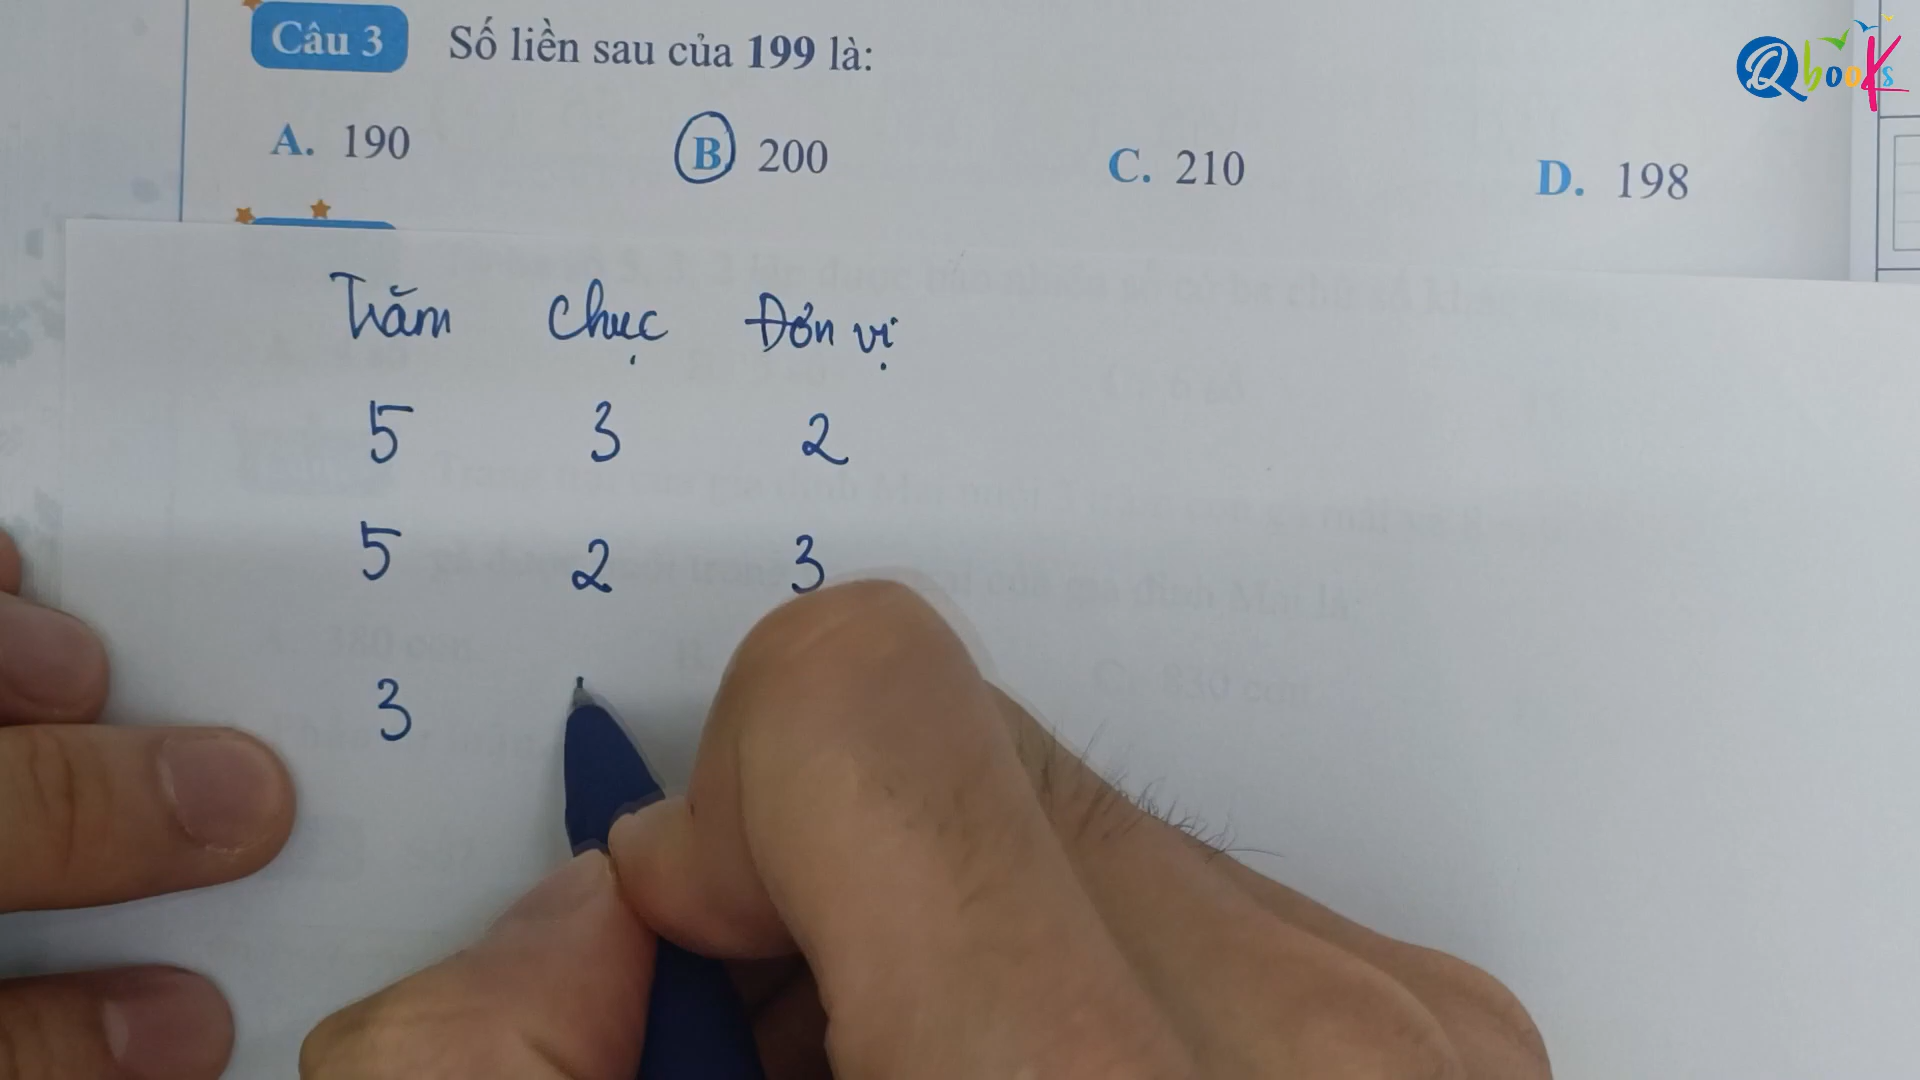 Câu 3 Số liền sau của 199 là:
A. 190 B 200 C. 210 D. 198
Qbooks
Trăm Chục Đơn vị
5 3 2
5 2 3
3